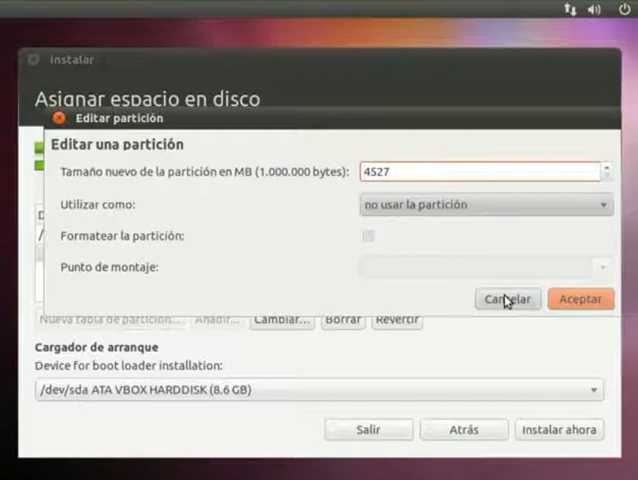 Instalar
Asignar espacio en disco
Editar partición
Editar una partición
Tamaño nuevo de la partición en MB (1.000.000 bytes): 4527
Utilizar como: no usar la partición
Formatear la partición:
Punto de montaje:
Cancelar Aceptar
Nueva tabla de partición... Añadir... Cambiar... Borrar Revertir
Cargador de arranque
Device for boot loader installation:
/dev/sda ATA VBOX HARDDISK (8.6 GB)
Salir Atrás Instalar ahora